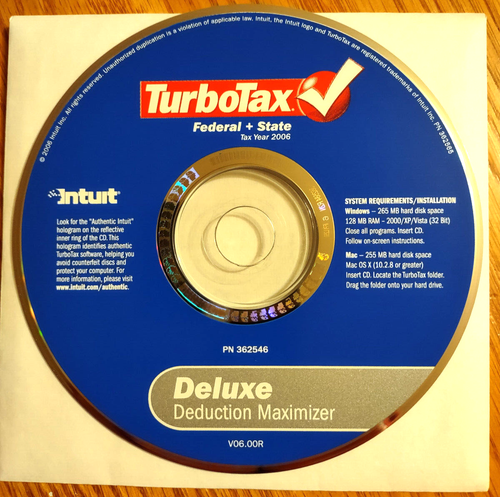 © 2006 Intuit Inc. All rights reserved. Unauthorized duplication is a violation of applicable law. Intuit, the Intuit logo and TurboTax are registered trademarks of Intuit Inc. PN 362668
TurboTax
Federal + State
Tax Year 2006
Intuit
Look for the "Authentic Intuit"
hologram on the reflective
inner ring of the CD. This
hologram identifies authentic
TurboTax software, helping you
avoid counterfeit discs and
protect your computer. For
more information, please visit
www.intuit.com/authentic.
SYSTEM REQUIREMENTS/INSTALLATION
Windows – 265 MB hard disk space
128 MB RAM – 2000/XP/Vista (32 Bit)
Close all programs. Insert CD.
Follow on-screen instructions.
Mac – 255 MB hard disk space
Mac OS X (10.2.8 or greater)
Insert CD. Locate the TurboTax folder.
Drag the folder onto your hard drive.
PN 362546
Deluxe
Deduction Maximizer
V06.00R